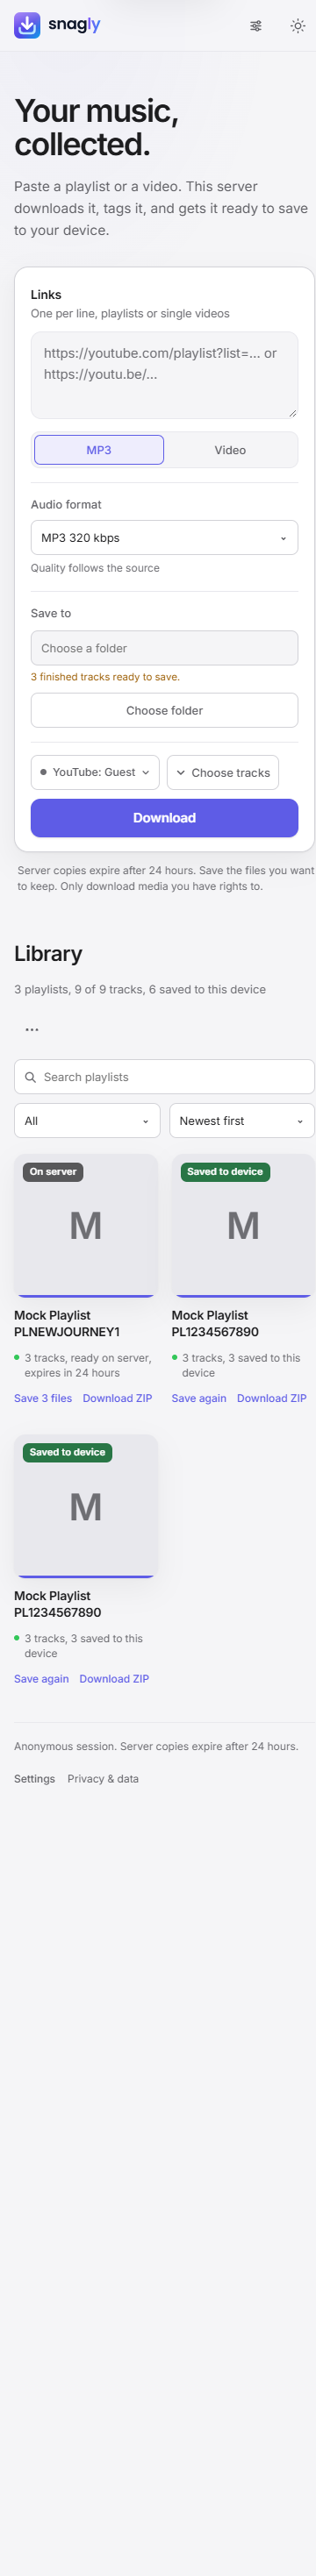 snagly
Your music,
collected.
Paste a playlist or a video. This server
downloads it, tags it, and gets it ready to save
to your device.
Links
One per line, playlists or single videos
https://youtube.com/playlist?list=... or
https://youtu.be/...
MP3 Video
Audio format
MP3 320 kbps
Quality follows the source
Save to
Choose a folder
3 finished tracks ready to save.
Choose folder
YouTube: Guest Choose tracks
Download
Server copies expire after 24 hours. Save the files you want
to keep. Only download media you have rights to.
Library
3 playlists, 9 of 9 tracks, 6 saved to this device
...
Search playlists
All Newest first
On server
M
Mock Playlist
PLNEWJOURNEY1
3 tracks, ready on server,
expires in 24 hours
Save 3 files Download ZIP
Saved to device
M
Mock Playlist
PL1234567890
3 tracks, 3 saved to this
device
Save again Download ZIP
Saved to device
M
Mock Playlist
PL1234567890
3 tracks, 3 saved to this
device
Save again Download ZIP
Anonymous session. Server copies expire after 24 hours.
Settings Privacy & data